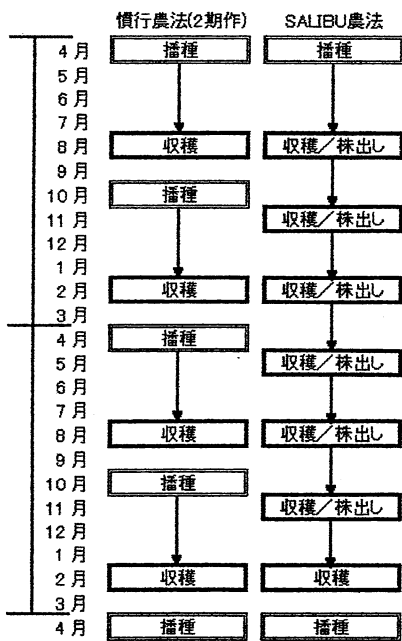 慣行農法(2期作) SALIBU農法
4月 播種 播種
5月
6月
7月
8月 収穫 収穫/株出し
9月
10月 播種
11月 収穫/株出し
12月
1月
2月 収穫 収穫/株出し
3月
4月 播種
5月 収穫/株出し
6月
7月
8月 収穫 収穫/株出し
9月
10月 播種
11月 収穫/株出し
12月
1月
2月 収穫 収穫
3月
4月 播種 播種